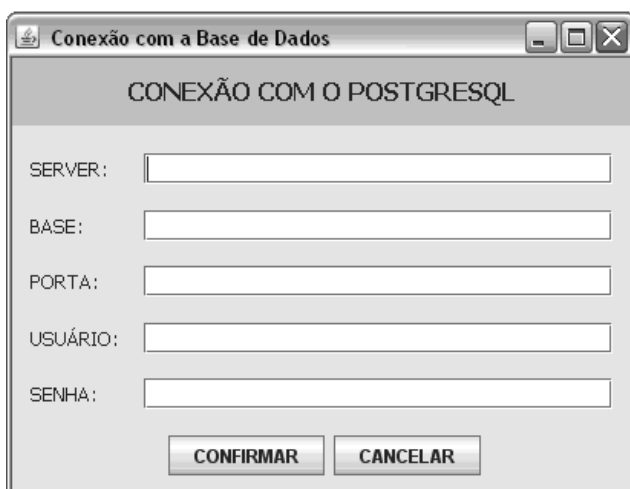 Conexão com a Base de Dados
CONEXÃO COM O POSTGRESQL
SERVER:
BASE:
PORTA:
USUÁRIO:
SENHA:
CONFIRMAR CANCELAR